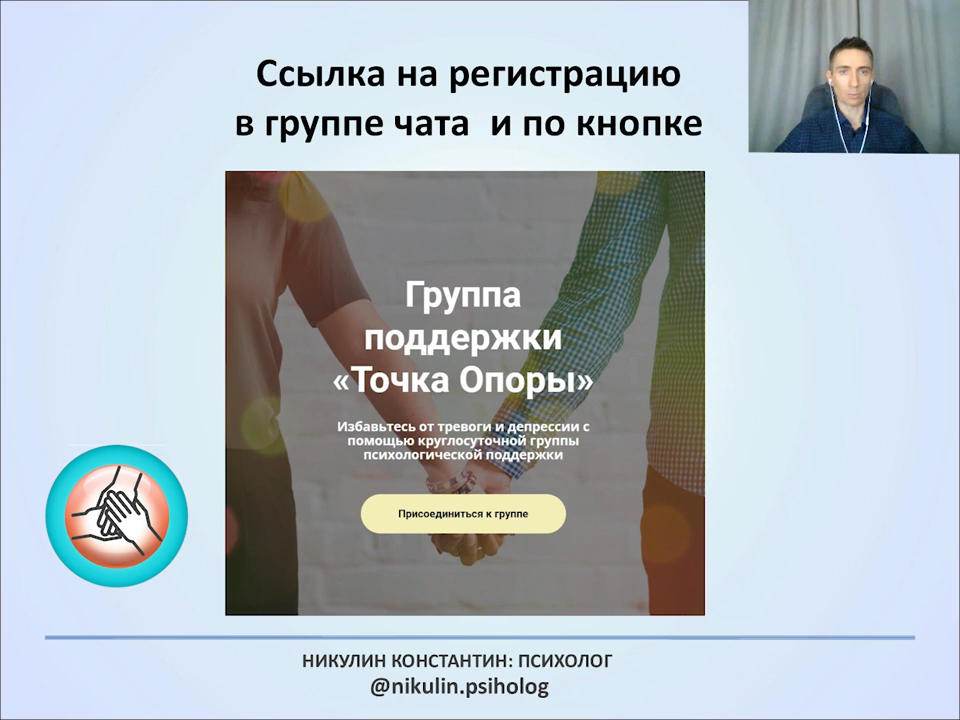 Ссылка на регистрацию
в группе чата и по кнопке
Группа
поддержки
«Точка Опоры»
Избавьтесь от тревоги и депрессии с
помощью круглосуточной группы
психологической поддержки
Присоединиться к группе
НИКУЛИН КОНСТАНТИН: ПСИХОЛОГ
@nikulin.psiholog